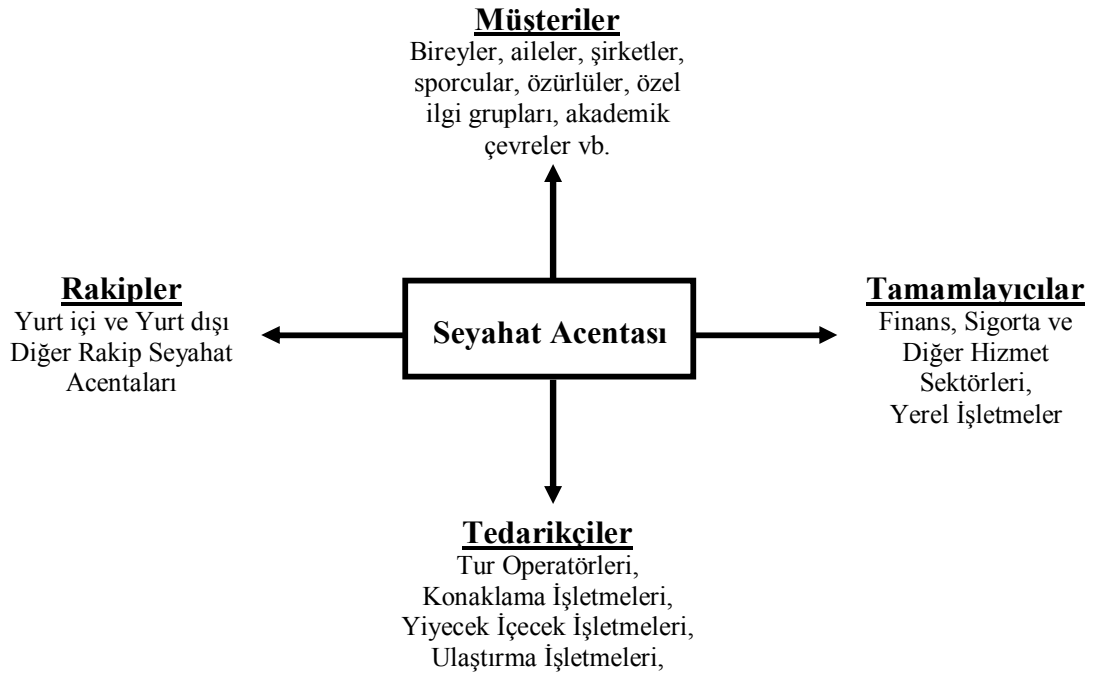 Müşteriler
Bireyler, aileler, şirketler,
sporcular, özürlüler, özel
ilgi grupları, akademik
çevreler vb.
Rakipler
Yurt içi ve Yurt dışı
Diğer Rakip Seyahat
Acentaları
Seyahat Acentası
Tamamlayıcılar
Finans, Sigorta ve
Diğer Hizmet
Sektörleri,
Yerel İşletmeler
Tedarikçiler
Tur Operatörleri,
Konaklama İşletmeleri,
Yiyecek İçecek İşletmeleri,
Ulaştırma İşletmeleri,